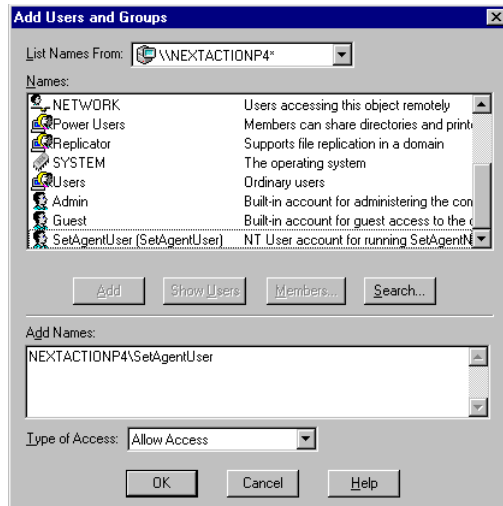 Add Users and Groups
List Names From: \\NEXTACTIONP4*
Names:
NETWORK Users accessing this object remotely
Power Users Members can share directories and print
Replicator Supports file replication in a domain
SYSTEM The operating system
Users Ordinary users
Admin Built-in account for administering the con
Guest Built-in account for guest access to the c
SetAgentUser (SetAgentUser) NT User account for running SetAgentN
Add Show Users Members... Search...
Add Names:
NEXTACTIONP4\SetAgentUser
Type of Access: Allow Access
OK Cancel Help